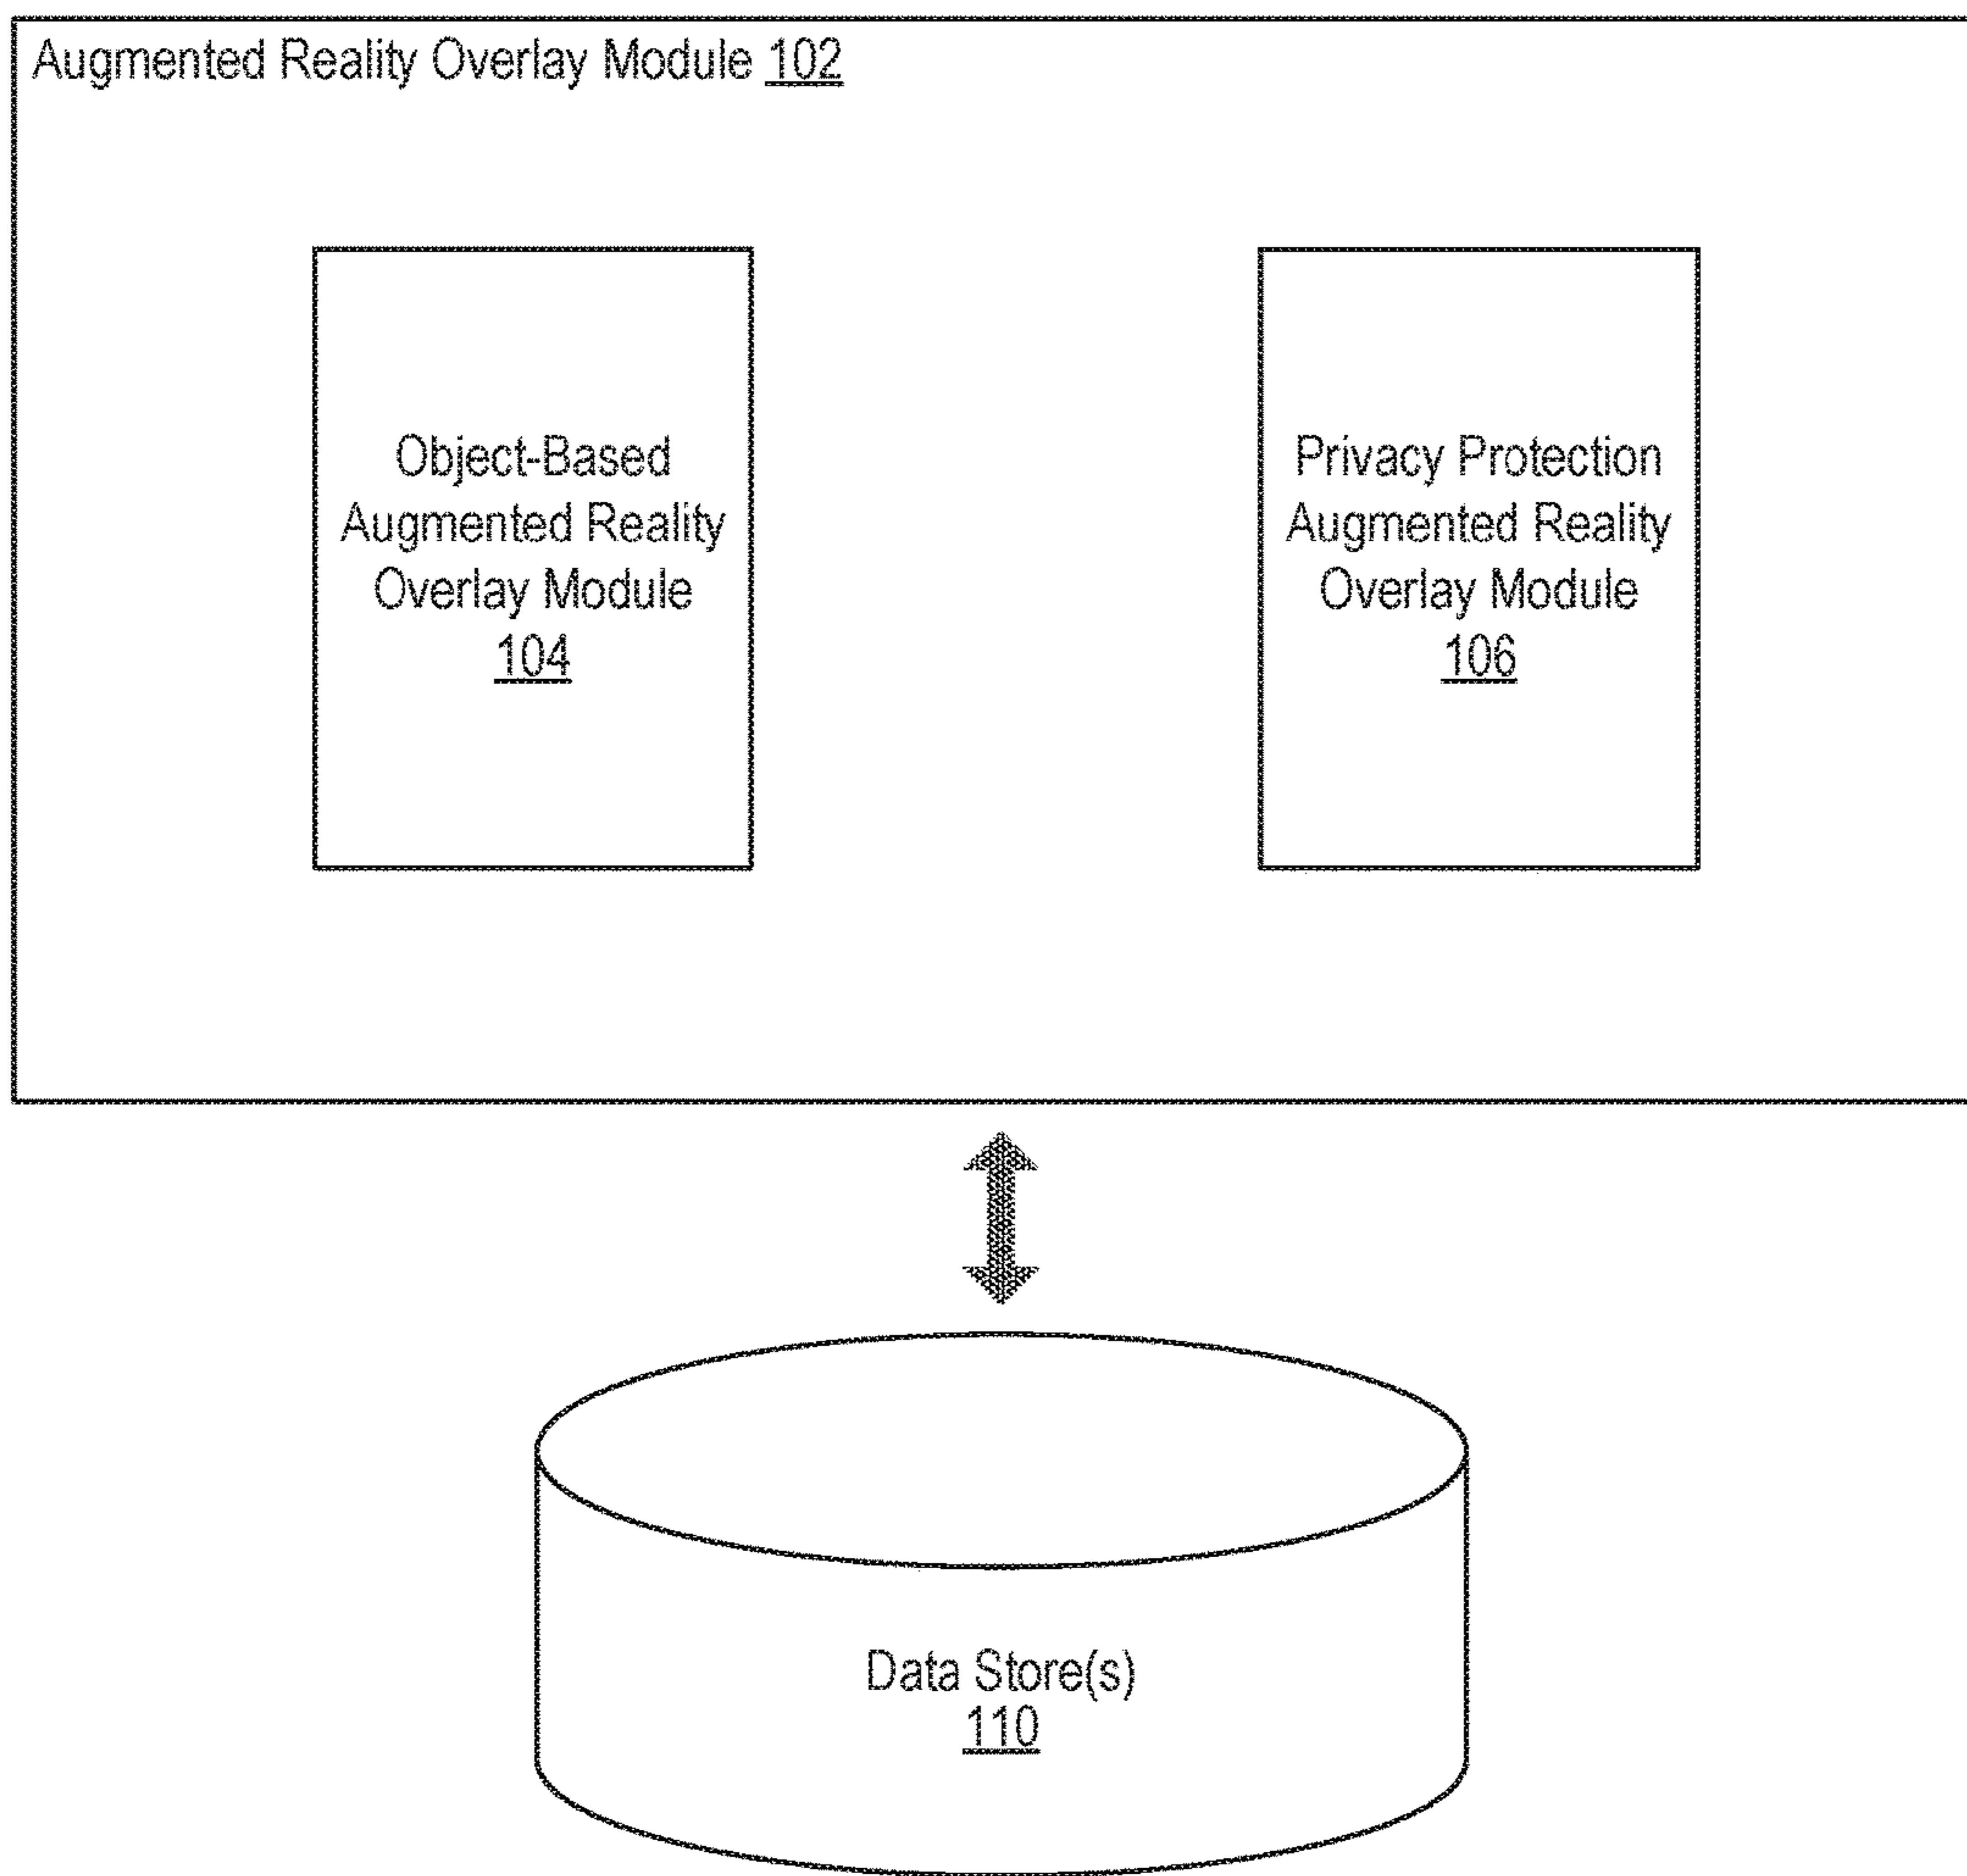 Augmented Reality Overlay Module 102
Object-Based
Augmented Reality
Overlay Module
104
Privacy Protection
Augmented Reality
Overlay Module
106
Data Store(s)
110